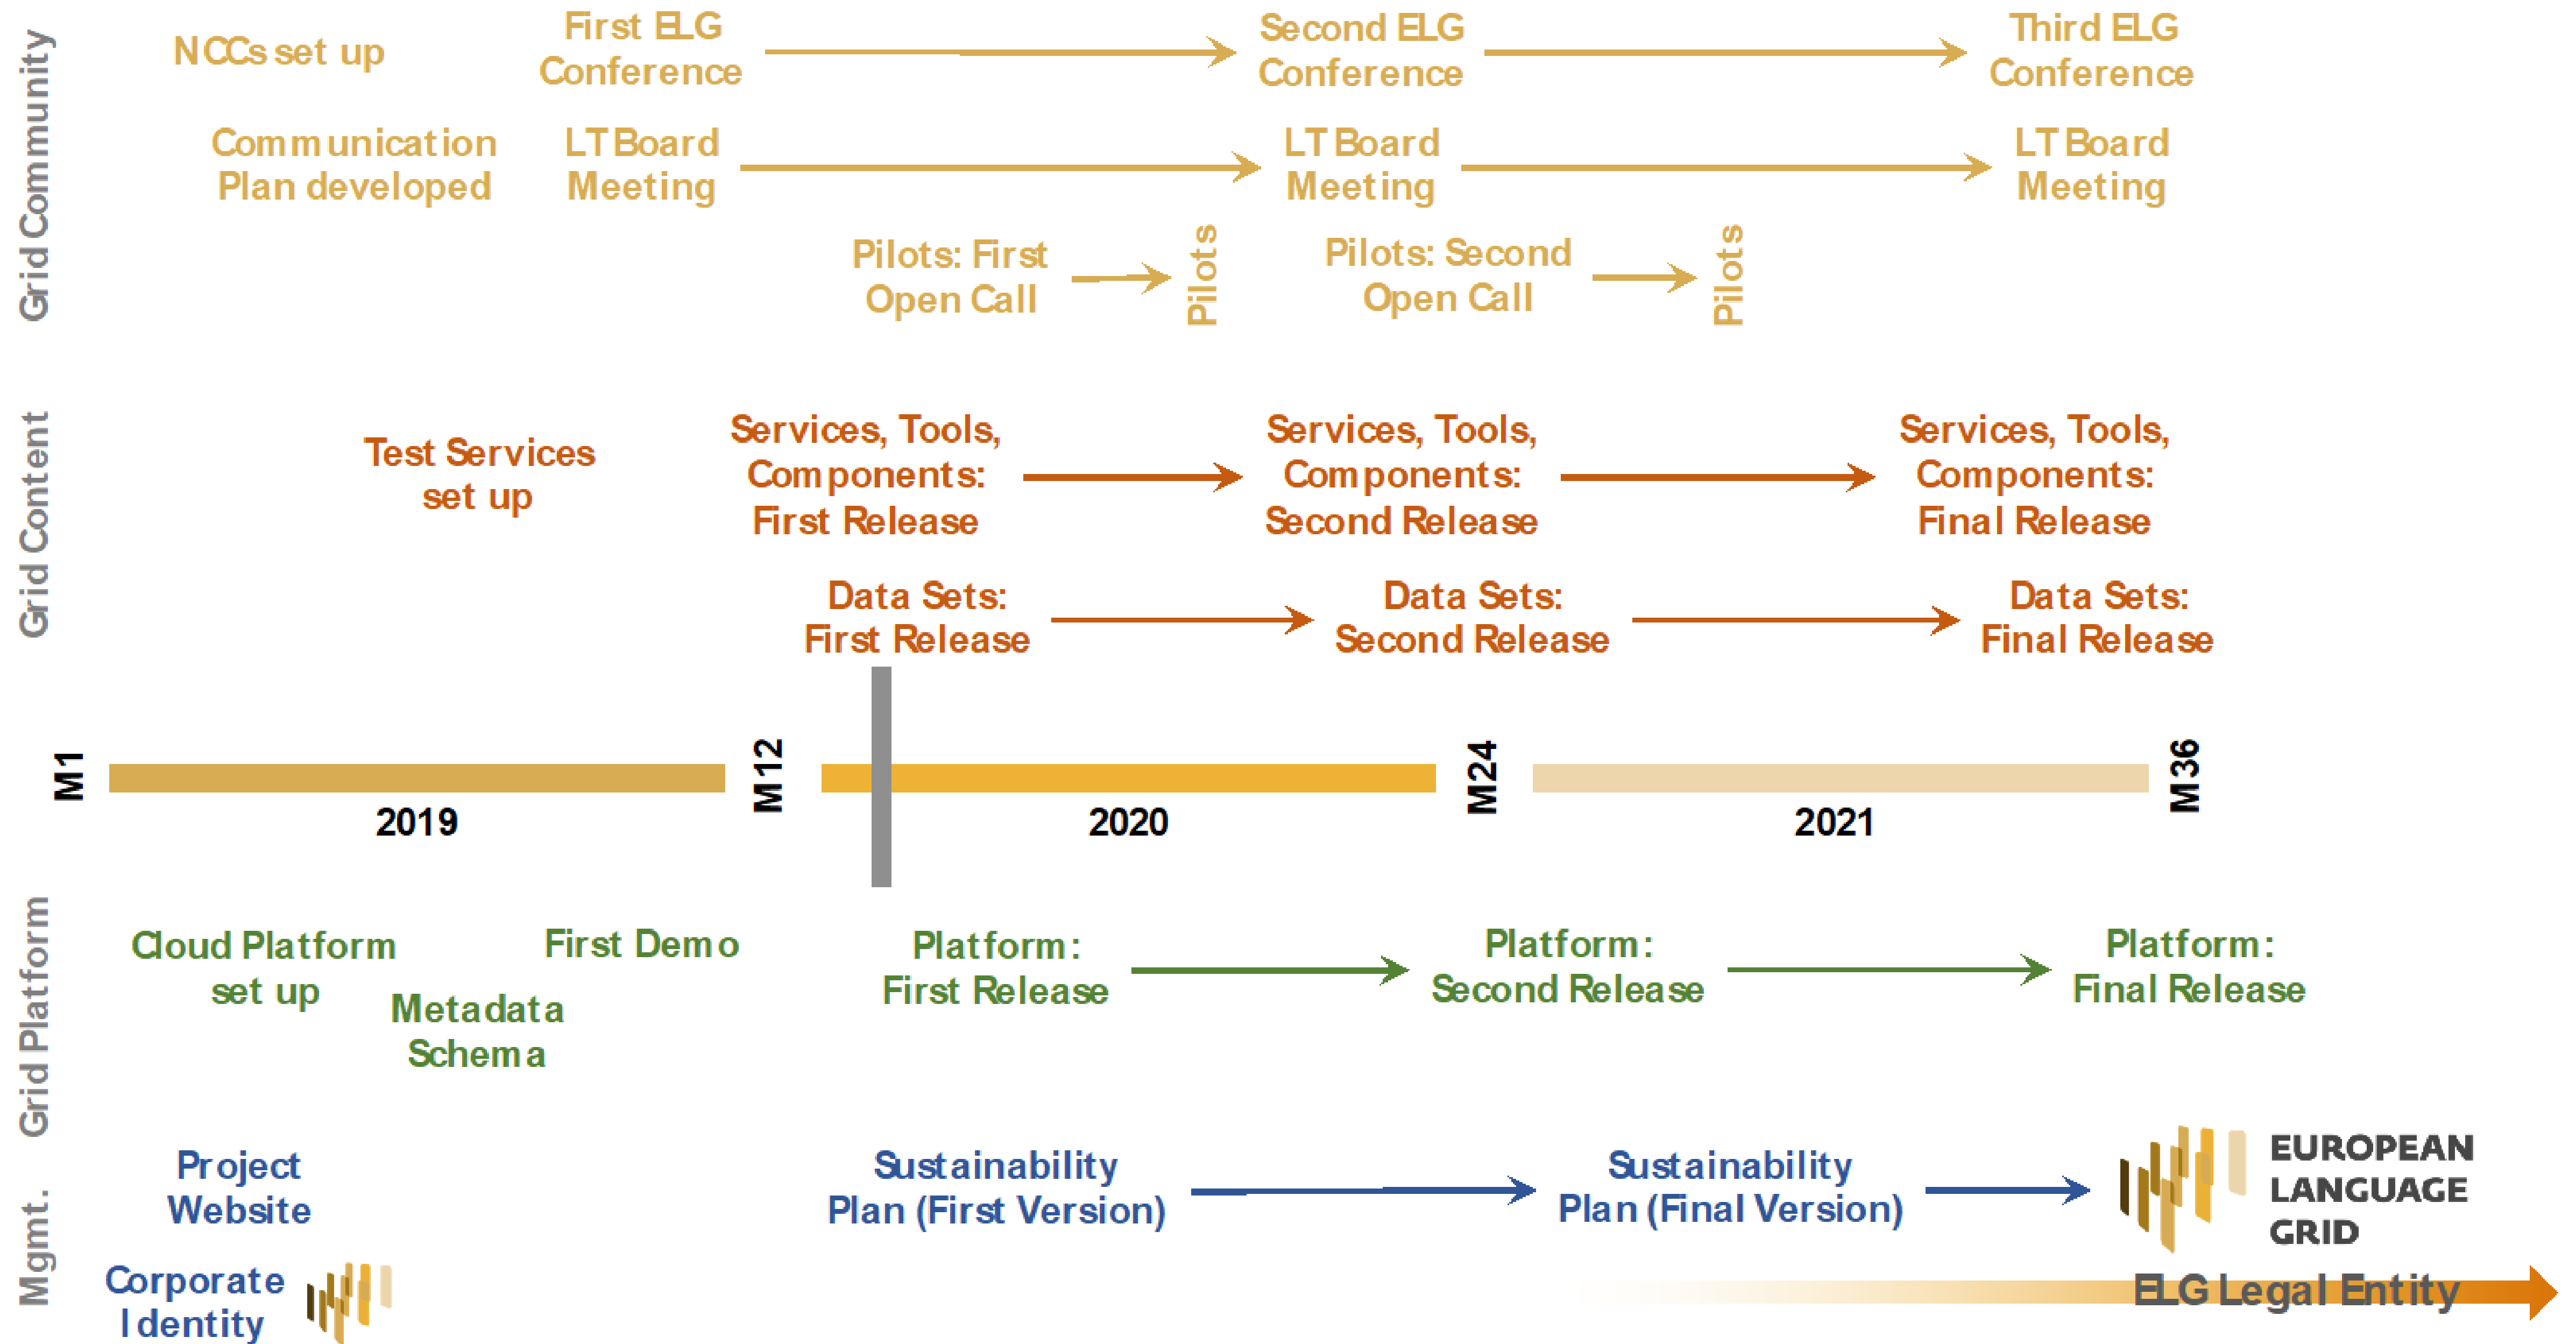 Grid Community
NCCs set up
First ELG
Conference
Second ELG
Conference
Third ELG
Conference
Communication
Plan developed
LT Board
Meeting
LT Board
Meeting
LT Board
Meeting
Pilots: First
Open Call
Pilots
Pilots: Second
Open Call
Pilots
Grid Content
Test Services
set up
Services, Tools,
Components:
First Release
Services, Tools,
Components:
Second Release
Services, Tools,
Components:
Final Release
Data Sets:
First Release
Data Sets:
Second Release
Data Sets:
Final Release
M1
M12
M24
M36
2019
2020
2021
Grid Platform
Cloud Platform
set up
Metadata
Schema
First Demo
Platform:
First Release
Platform:
Second Release
Platform:
Final Release
Mgmt.
Project
Website
Sustainability
Plan (First Version)
Sustainability
Plan (Final Version)
EUROPEAN
LANGUAGE
GRID
Corporate
Identity
ELG Legal Entity